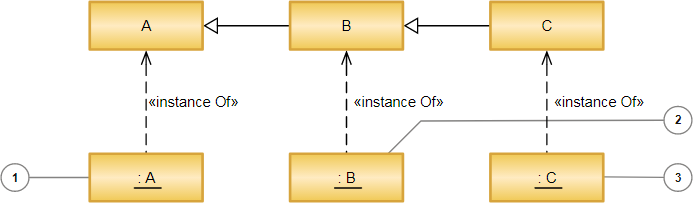 A B C
«instance Of» «instance Of» «instance Of»
2
1 : A : B : C 3